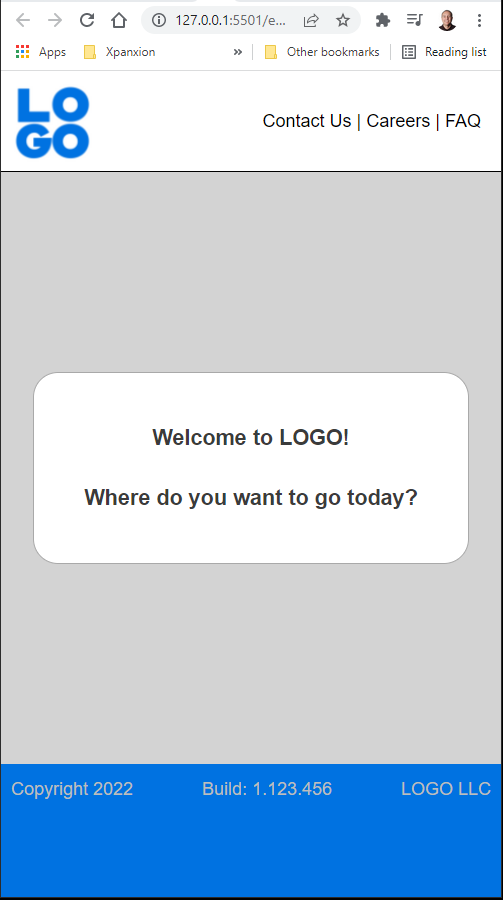 127.0.0.1:5501/e...
Apps Xpanxion » Other bookmarks Reading list
LO
GO
Contact Us | Careers | FAQ
Welcome to LOGO!
Where do you want to go today?
Copyright 2022 Build: 1.123.456 LOGO LLC